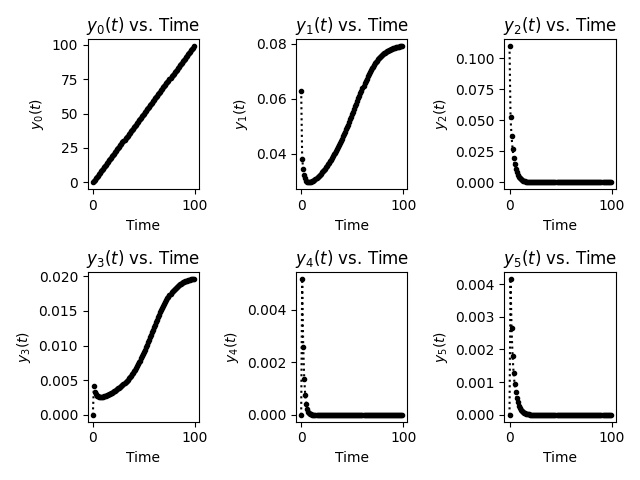 y₀(t) vs. Time
y₁(t) vs. Time
y₂(t) vs. Time
100
75
50
25
0
y₀(t)
0
100
Time
0.08
0.06
0.04
y₁(t)
0
100
Time
0.100
0.075
0.050
0.025
0.000
y₂(t)
0
100
Time
y₃(t) vs. Time
y₄(t) vs. Time
y₅(t) vs. Time
0.020
0.015
0.010
0.005
0.000
y₃(t)
0
100
Time
0.004
0.002
0.000
y₄(t)
0
100
Time
0.004
0.003
0.002
0.001
0.000
y₅(t)
0
100
Time